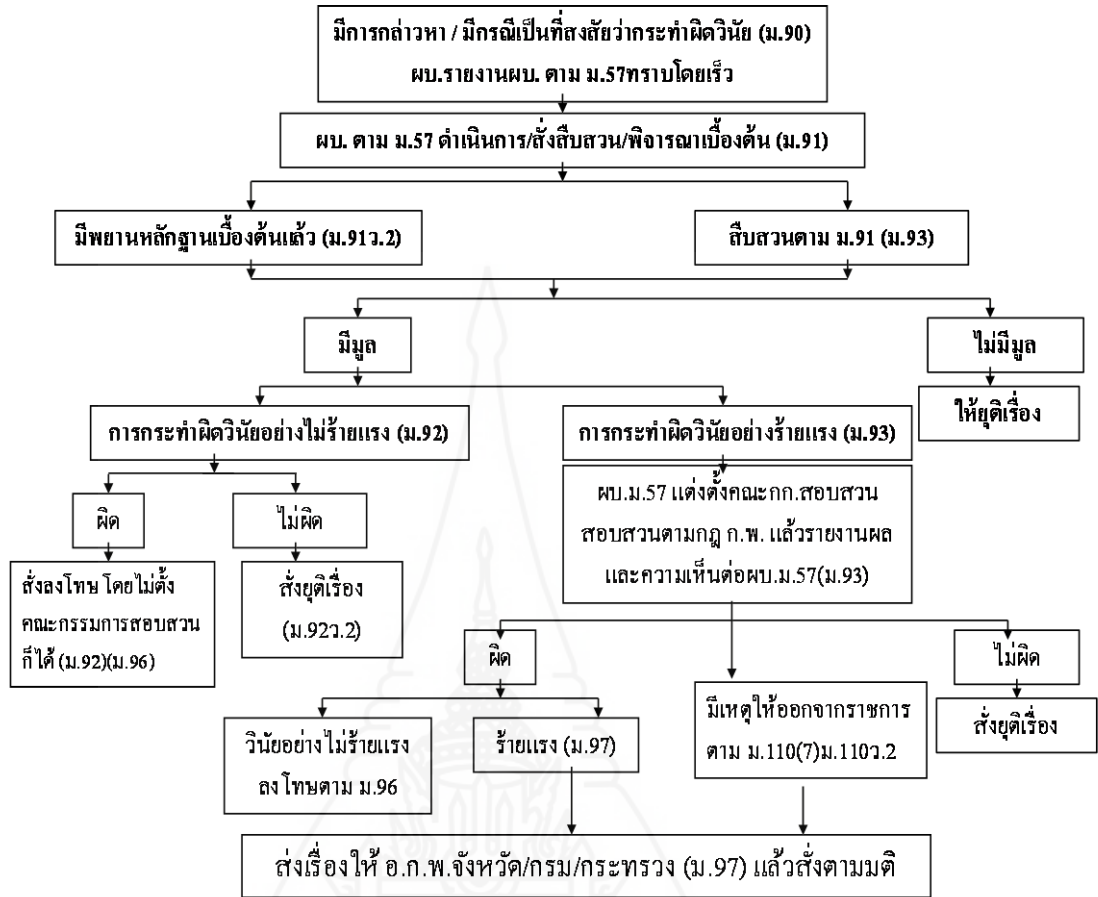 มีการกล่าวหา / มีกรณีเป็นที่สงสัยว่ากระทำผิดวินัย (ม.90)
ผบ.รายงานผบ. ตาม ม.57ทราบโดยเร็ว
ผบ. ตาม ม.57 ดำเนินการ/สั่งสืบสวน/พิจารณาเบื้องต้น (ม.91)
มีพยานหลักฐานเบื้องต้นแล้ว (ม.91ว.2)
สืบสวนตาม ม.91 (ม.93)
มีมูล
ไม่มีมูล
ให้ยุติเรื่อง
การกระทำผิดวินัยอย่างไม่ร้ายแรง (ม.92)
การกระทำผิดวินัยอย่างร้ายแรง (ม.93)
ผิด
ไม่ผิด
สั่งลงโทษ โดยไม่ตั้ง
คณะกรรมการสอบสวน
ก็ได้ (ม.92)(ม.96)
สั่งยุติเรื่อง
(ม.92ว.2)
ผบ.ม.57 แต่งตั้งคณะกก.สอบสวน
สอบสวนตามกฎ ก.พ. แล้วรายงานผล
และความเห็นต่อผบ.ม.57(ม.93)
ผิด
ไม่ผิด
วินัยอย่างไม่ร้ายแรง
ลงโทษตาม ม.96
ร้ายแรง (ม.97)
มีเหตุให้ออกจากราชการ
ตาม ม.110(7)ม.110ว.2
สั่งยุติเรื่อง
ส่งเรื่องให้ อ.ก.พ.จังหวัด/กรม/กระทรวง (ม.97) แล้วสั่งตามมติ